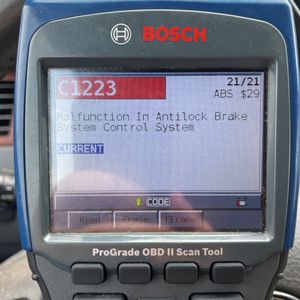 BOSCH
C1223
21/21
ABS $29
Malfunction In Antilock Brake
System Control System
CURRENT
CODE
Read Erase
ProGrade OBD II Scan Tool